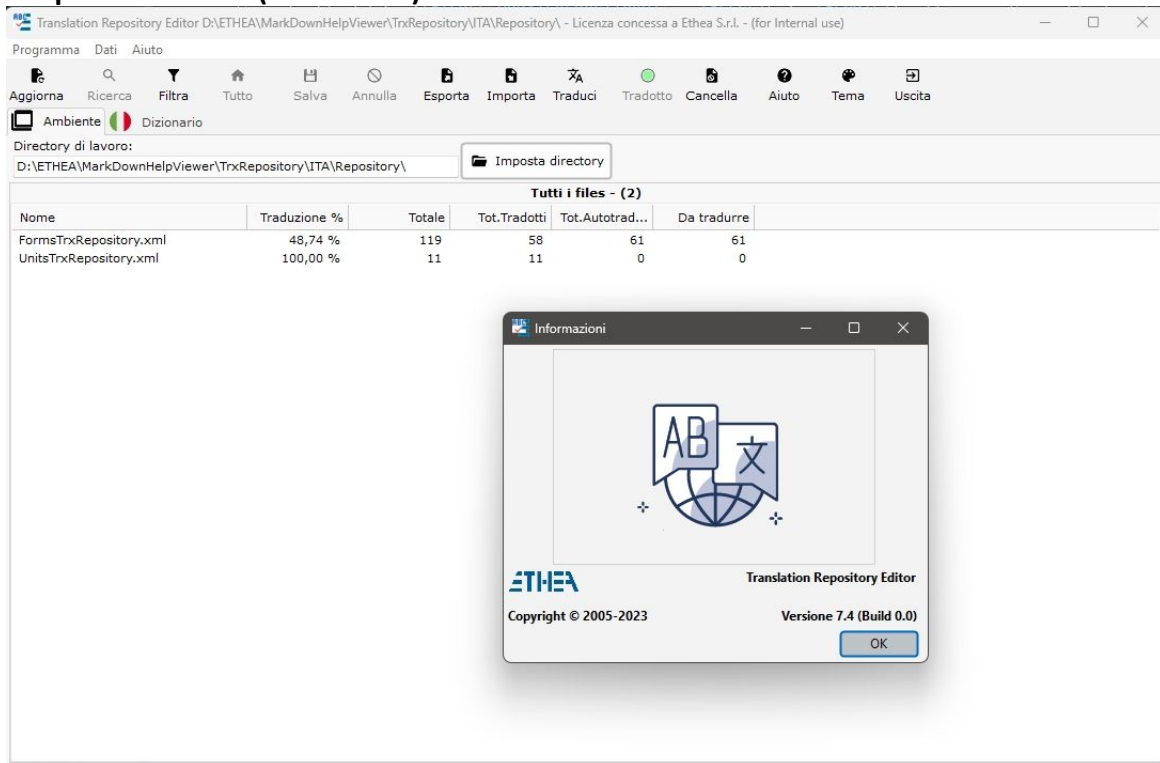 Translation Repository Editor D:\ETHEA\MarkDownHelpViewer\TrxRepository\ITA\Repository\ - Licenza concessa a Ethea S.r.l. - (for Internal use)
Programma Dati Aiuto
Aggiorna Ricerca Filtra Tutto Salva Annulla Esporta Importa Traduci Tradotto Cancella Aiuto Tema Uscita
Ambiente Dizionario
Directory di lavoro:
D:\ETHEA\MarkDownHelpViewer\TrxRepository\ITA\Repository\ Imposta directory
Tutti i files - (2)
Nome Traduzione % Totale Tot.Tradotti Tot.Autotrad... Da tradurre
FormsTrxRepository.xml 48,74 % 119 58 61 61
UnitsTrxRepository.xml 100,00 % 11 11 0 0
Informazioni
AB 文
ETHEA Translation Repository Editor
Copyright © 2005-2023 Versione 7.4 (Build 0.0)
OK